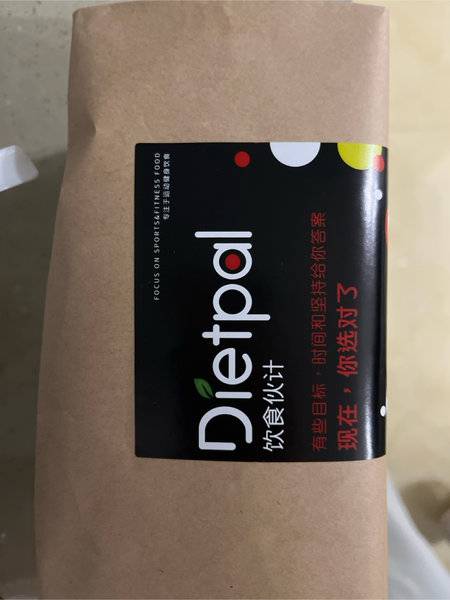 FOCUS ON SPORTS&FITNESS FOOD
专注于运动健身饮食
Dietpal
饮食伙计
有些目标，时间和坚持给你答案
现在，你选对了